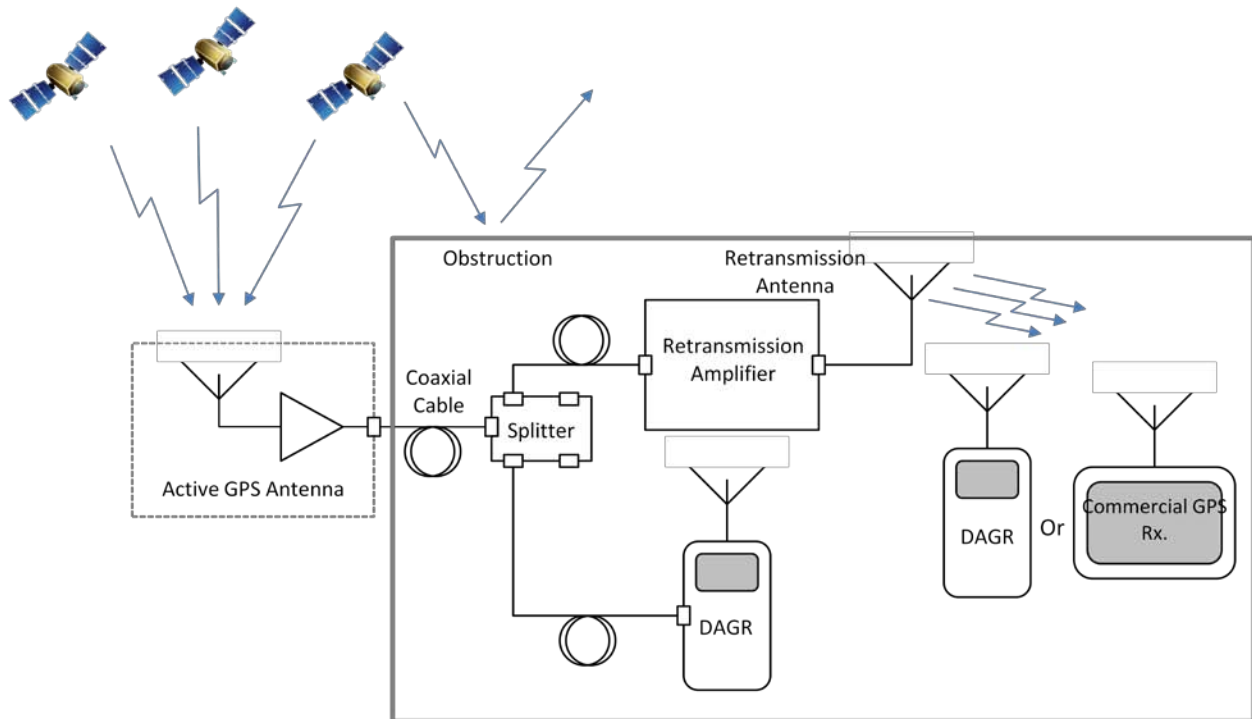 Obstruction
Retransmission
Antenna
Retransmission
Amplifier
Coaxial
Cable
Splitter
Active GPS Antenna
DAGR
DAGR
Or
Commercial GPS
Rx.